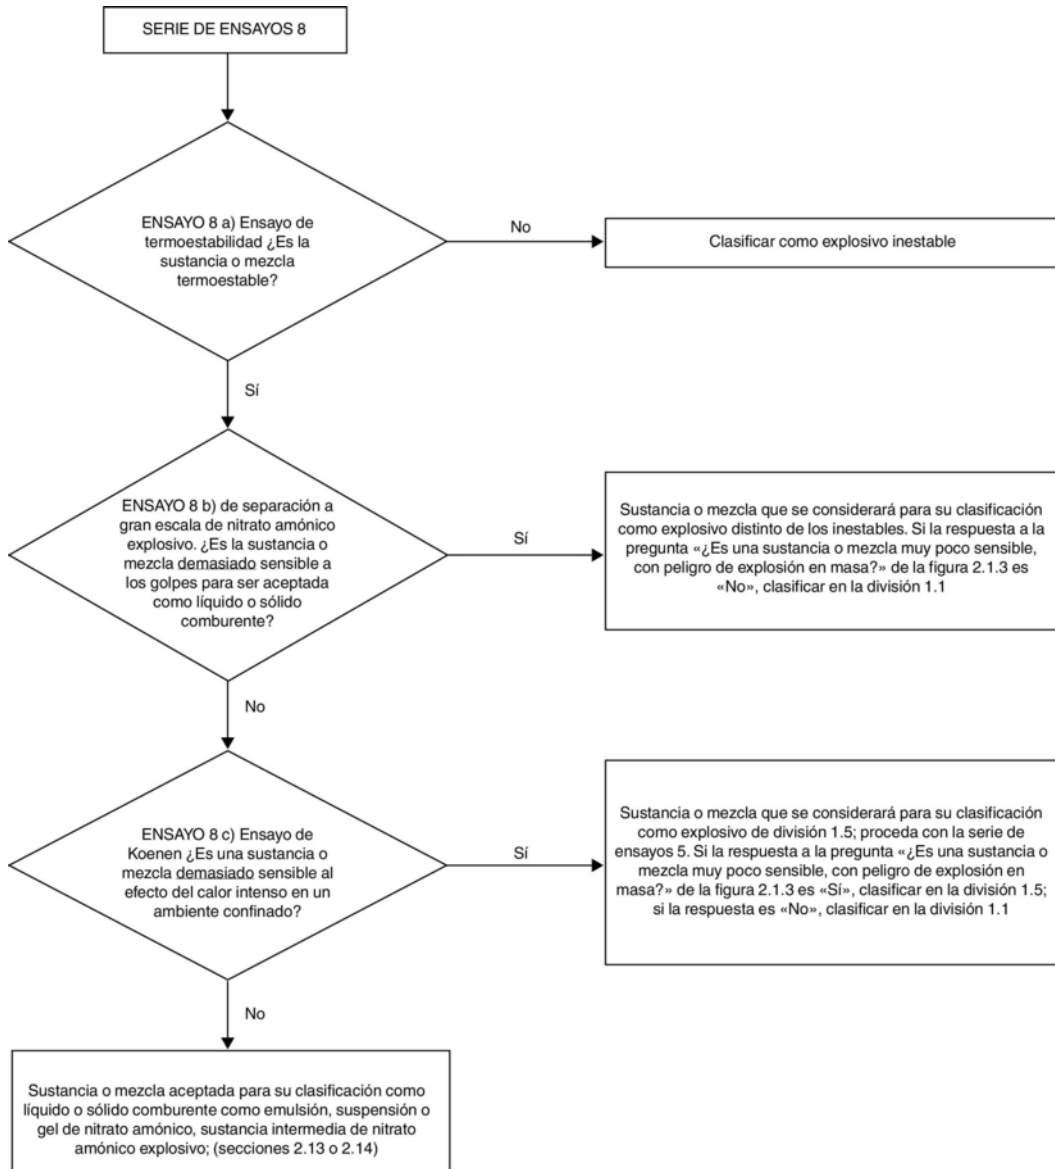 SERIE DE ENSAYOS 8
ENSAYO 8 a) Ensayo de
termoestabilidad ¿Es la
sustancia o mezcla
termoestable?
No
Clasificar como explosivo inestable
Sí
ENSAYO 8 b) de separación a
gran escala de nitrato amónico
explosivo. ¿Es la sustancia o
mezcla demasiado sensible a
los golpes para ser aceptada
como líquido o sólido
comburente?
Sí
Sustancia o mezcla que se considerará para su clasificación
como explosivo distinto de los inestables. Si la respuesta a la
pregunta «¿Es una sustancia o mezcla muy poco sensible,
con peligro de explosión en masa?» de la figura 2.1.3 es
«No», clasificar en la división 1.1
No
ENSAYO 8 c) Ensayo de
Koenen ¿Es una sustancia o
mezcla demasiado sensible al
efecto del calor intenso en un
ambiente confinado?
Sí
Sustancia o mezcla que se considerará para su clasificación
como explosivo de división 1.5; proceda con la serie de
ensayos 5. Si la respuesta a la pregunta «¿Es una sustancia o
mezcla muy poco sensible, con peligro de explosión en
masa?» de la figura 2.1.3 es «Sí», clasificar en la división 1.5;
si la respuesta es «No», clasificar en la división 1.1
No
Sustancia o mezcla aceptada para su clasificación como
líquido o sólido comburente como emulsión, suspensión o
gel de nitrato amónico, sustancia intermedia de nitrato
amónico explosivo; (secciones 2.13 o 2.14)